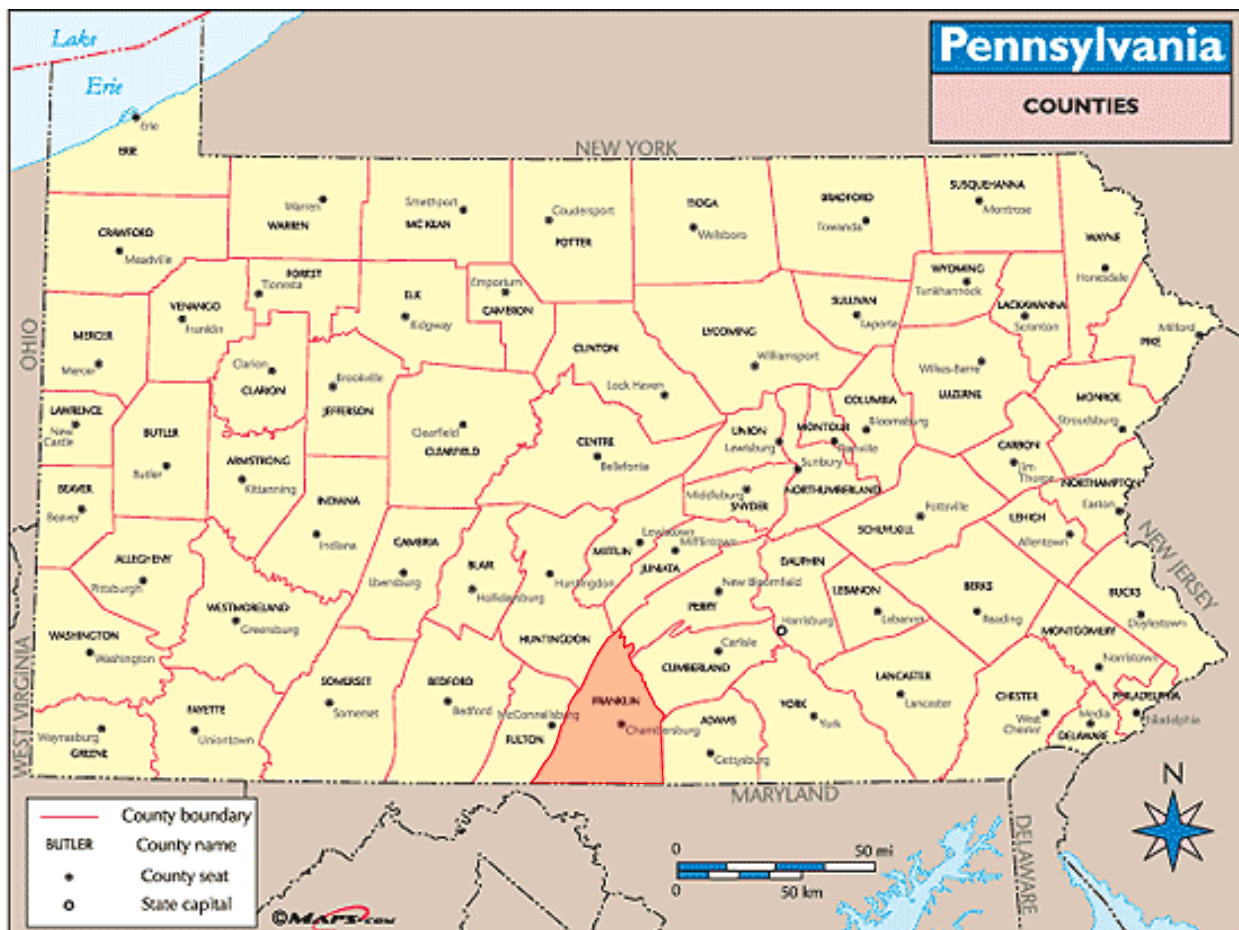 Pennsylvania
COUNTIES
Lake
Erie
NEW YORK
OHIO
WEST VIRGINIA
MARYLAND
DELAWARE
NEW JERSEY
Erie
ERIE
CRAWFORD
Meadville
Warren
WARREN
Smethport
MC KEAN
Coudersport
POTTER
TIOGA
Wellsboro
BRADFORD
Towanda
SUSQUEHANNA
Montrose
WAYNE
Honesdale
WYOMING
Tunkhannock
LACKAWANNA
Scranton
PIKE
Milford
MERCER
Mercer
VENANGO
Franklin
FOREST
Tionesta
ELK
Ridgway
Emporium
CAMERON
CLINTON
Lock Haven
LYCOMING
Williamsport
SULLIVAN
Laporte
LUZERNE
Wilkes-Barre
MONROE
Stroudsburg
LAWRENCE
New
Castle
BUTLER
Butler
Clarion
CLARION
Brookville
JEFFERSON
Clearfield
CLEARFIELD
CENTRE
Bellefonte
UNION
Lewisburg
MONTOUR
Danville
COLUMBIA
Bloomsburg
CARBON
Jim
Thorpe
BEAVER
Beaver
ARMSTRONG
Kittanning
INDIANA
Indiana
Middleburg
SNYDER
Sunbury
NORTHUMBERLAND
Pottsville
SCHUYLKILL
NORTHAMPTON
Easton
LEHIGH
Allentown
ALLEGHENY
Pittsburgh
WESTMORELAND
Greensburg
CAMBRIA
Ebensburg
BLAIR
Hollidaysburg
Huntingdon
HUNTINGDON
Lewistown
MIFFLIN
Mifflintown
JUNIATA
New Bloomfield
PERRY
DAUPHIN
Harrisburg
LEBANON
Lebanon
BERKS
Reading
BUCKS
Doylestown
MONTGOMERY
Norristown
WASHINGTON
Washington
FAYETTE
Uniontown
SOMERSET
Somerset
BEDFORD
Bedford
McConnellsburg
FULTON
FRANKLIN
Chambersburg
Carlisle
CUMBERLAND
ADAMS
Gettysburg
YORK
York
LANCASTER
Lancaster
CHESTER
West
Chester
Media
DELAWARE
PHILADELPHIA
Philadelphia
Waynesburg
GREENE
County boundary
BUTLER County name
County seat
State capital
©MAPS.com
0 50 mi
0 50 km
N